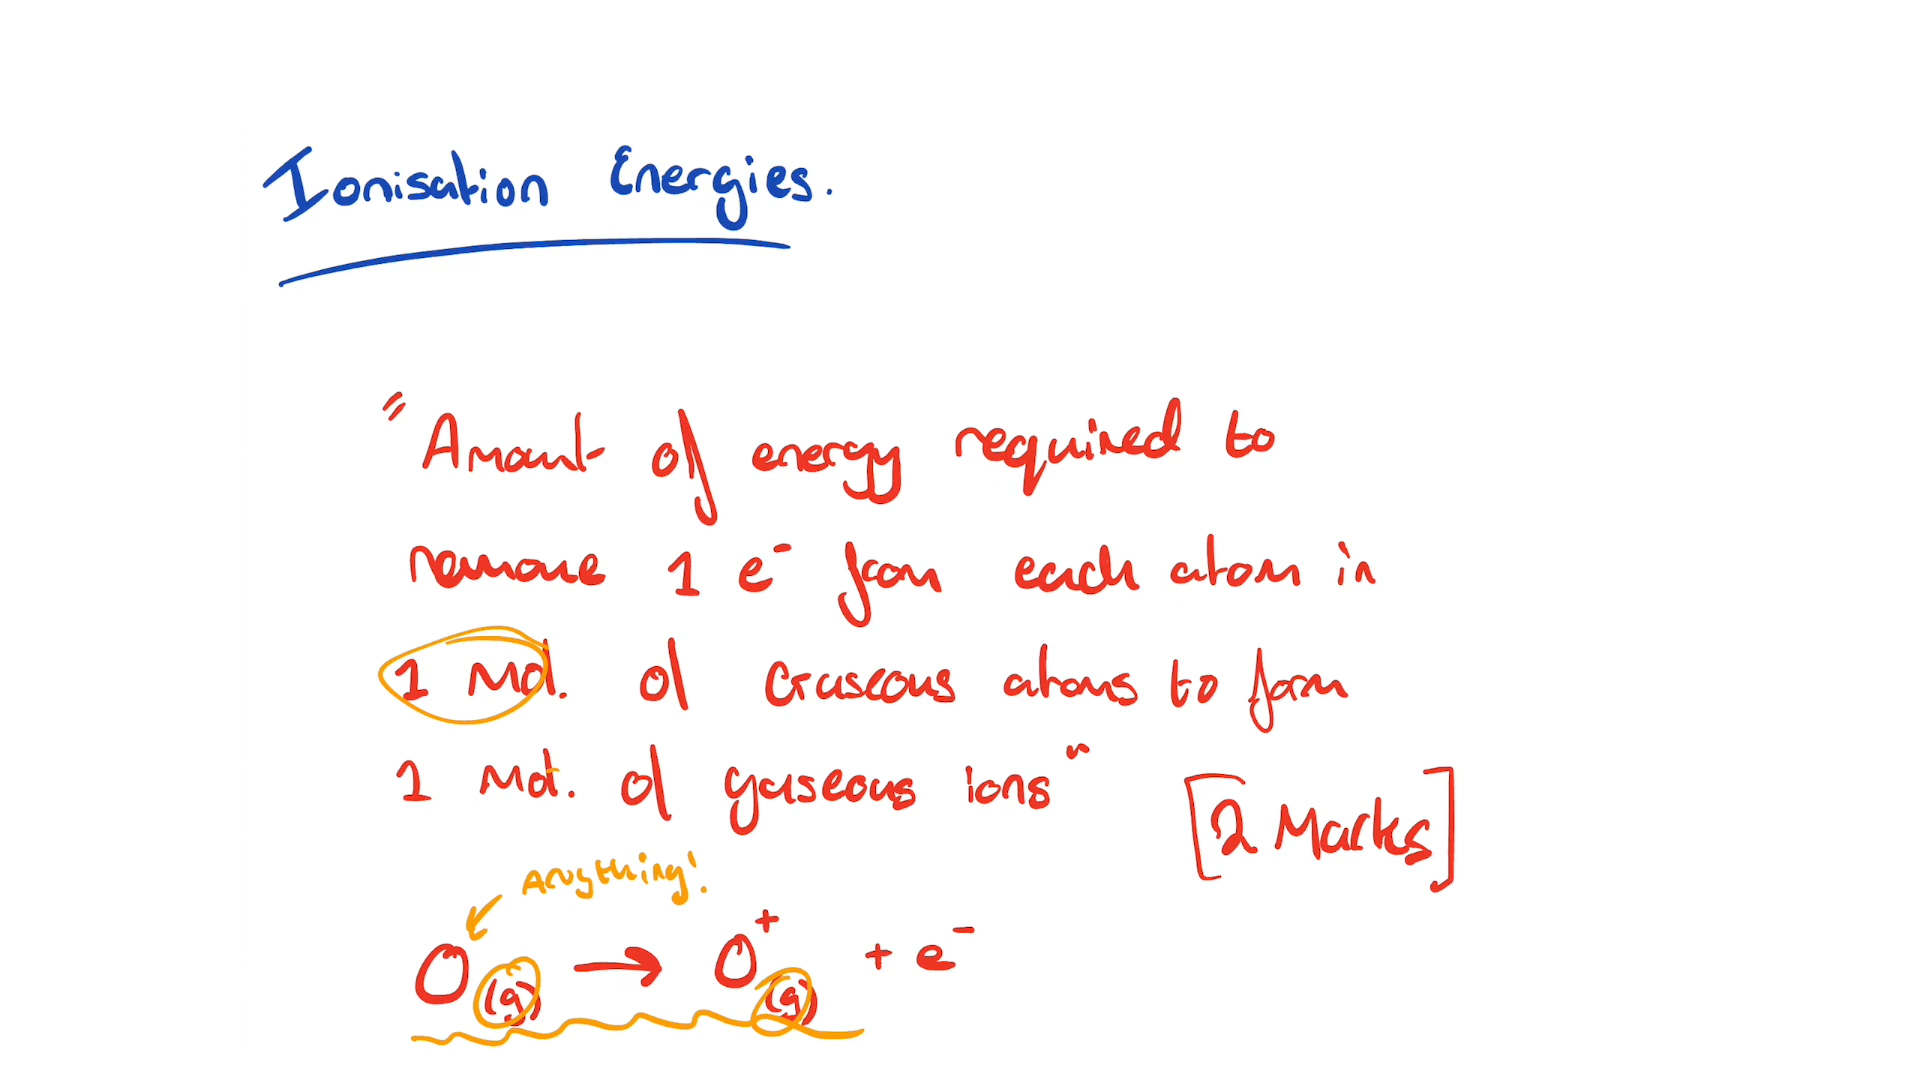 Ionisation Energies.
"Amount of energy required to
remove 1 e⁻ from each atom in
1 Mol. of Gaseous atoms to form
1 Mol. of gaseous ions" [2 Marks]
Anything!
O(g) → O⁺(g) + e⁻